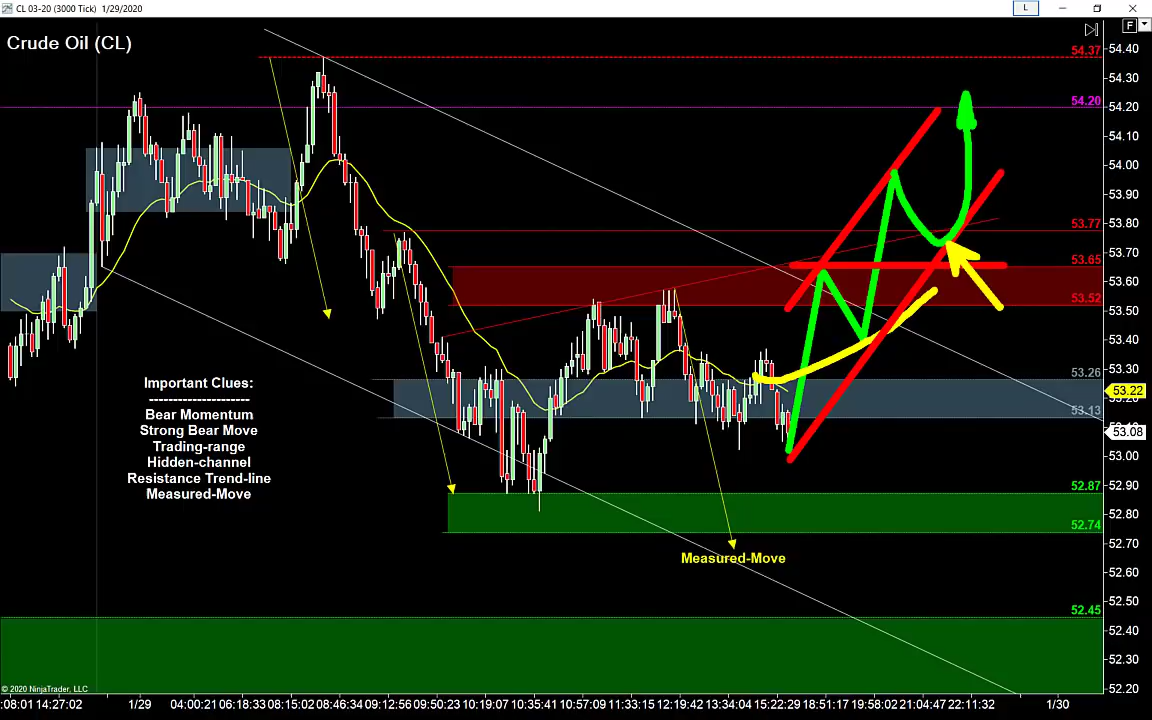 CL 03-20 (3000 Tick) 1/29/2020
L
F
Crude Oil (CL)
54.37
54.40
54.30
54.20
54.20
54.10
54.00
53.90
53.77
53.80
53.70
53.65
53.60
53.52
53.50
53.40
53.26
53.30
53.22
53.13
53.08
53.00
52.87
52.90
52.80
52.74
52.70
52.60
52.50
52.45
52.40
52.30
52.20
Important Clues:
----------------------
Bear Momentum
Strong Bear Move
Trading-range
Hidden-channel
Resistance Trend-line
Measured-Move
Measured-Move
© 2020 NinjaTrader, LLC
:08:01 14:27:02 1/29 04:00:21 06:18:33 08:15:02 08:46:34 09:12:56 09:50:23 10:19:07 10:35:41 10:57:09 11:33:15 12:19:42 13:34:04 15:22:29 18:51:17 19:58:02 21:04:47 22:11:32 1/30